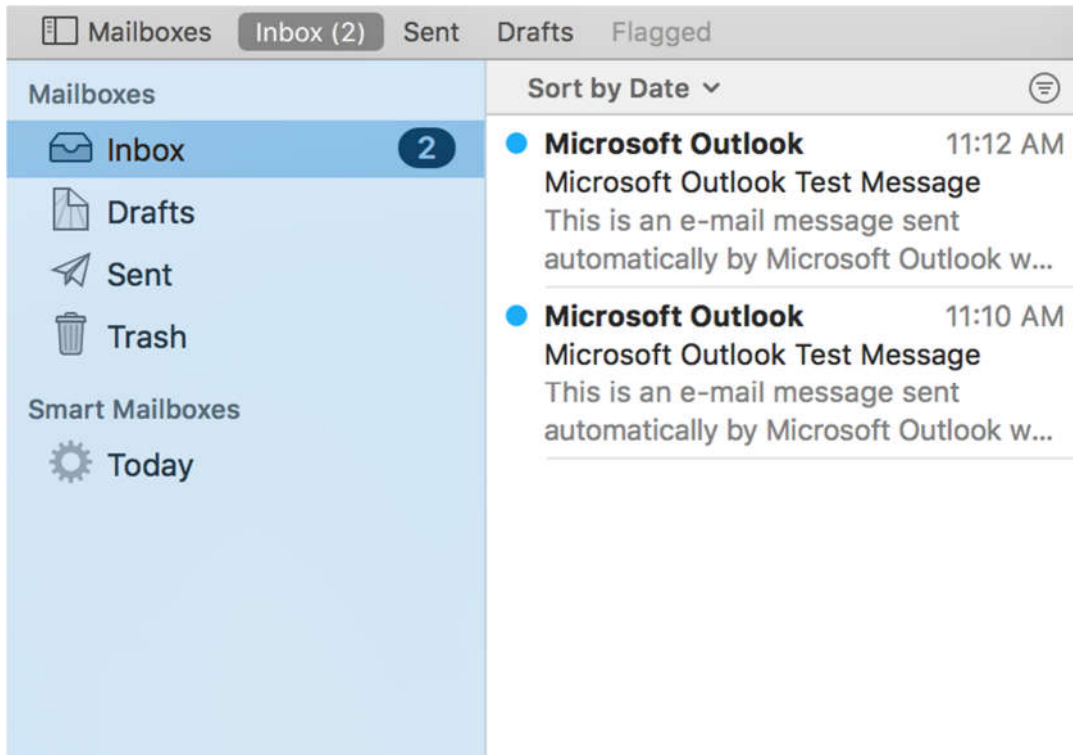 Mailboxes Inbox (2) Sent Drafts Flagged
Mailboxes
Inbox 2
Drafts
Sent
Trash
Smart Mailboxes
Today
Sort by Date
Microsoft Outlook 11:12 AM
Microsoft Outlook Test Message
This is an e-mail message sent
automatically by Microsoft Outlook w...
Microsoft Outlook 11:10 AM
Microsoft Outlook Test Message
This is an e-mail message sent
automatically by Microsoft Outlook w...